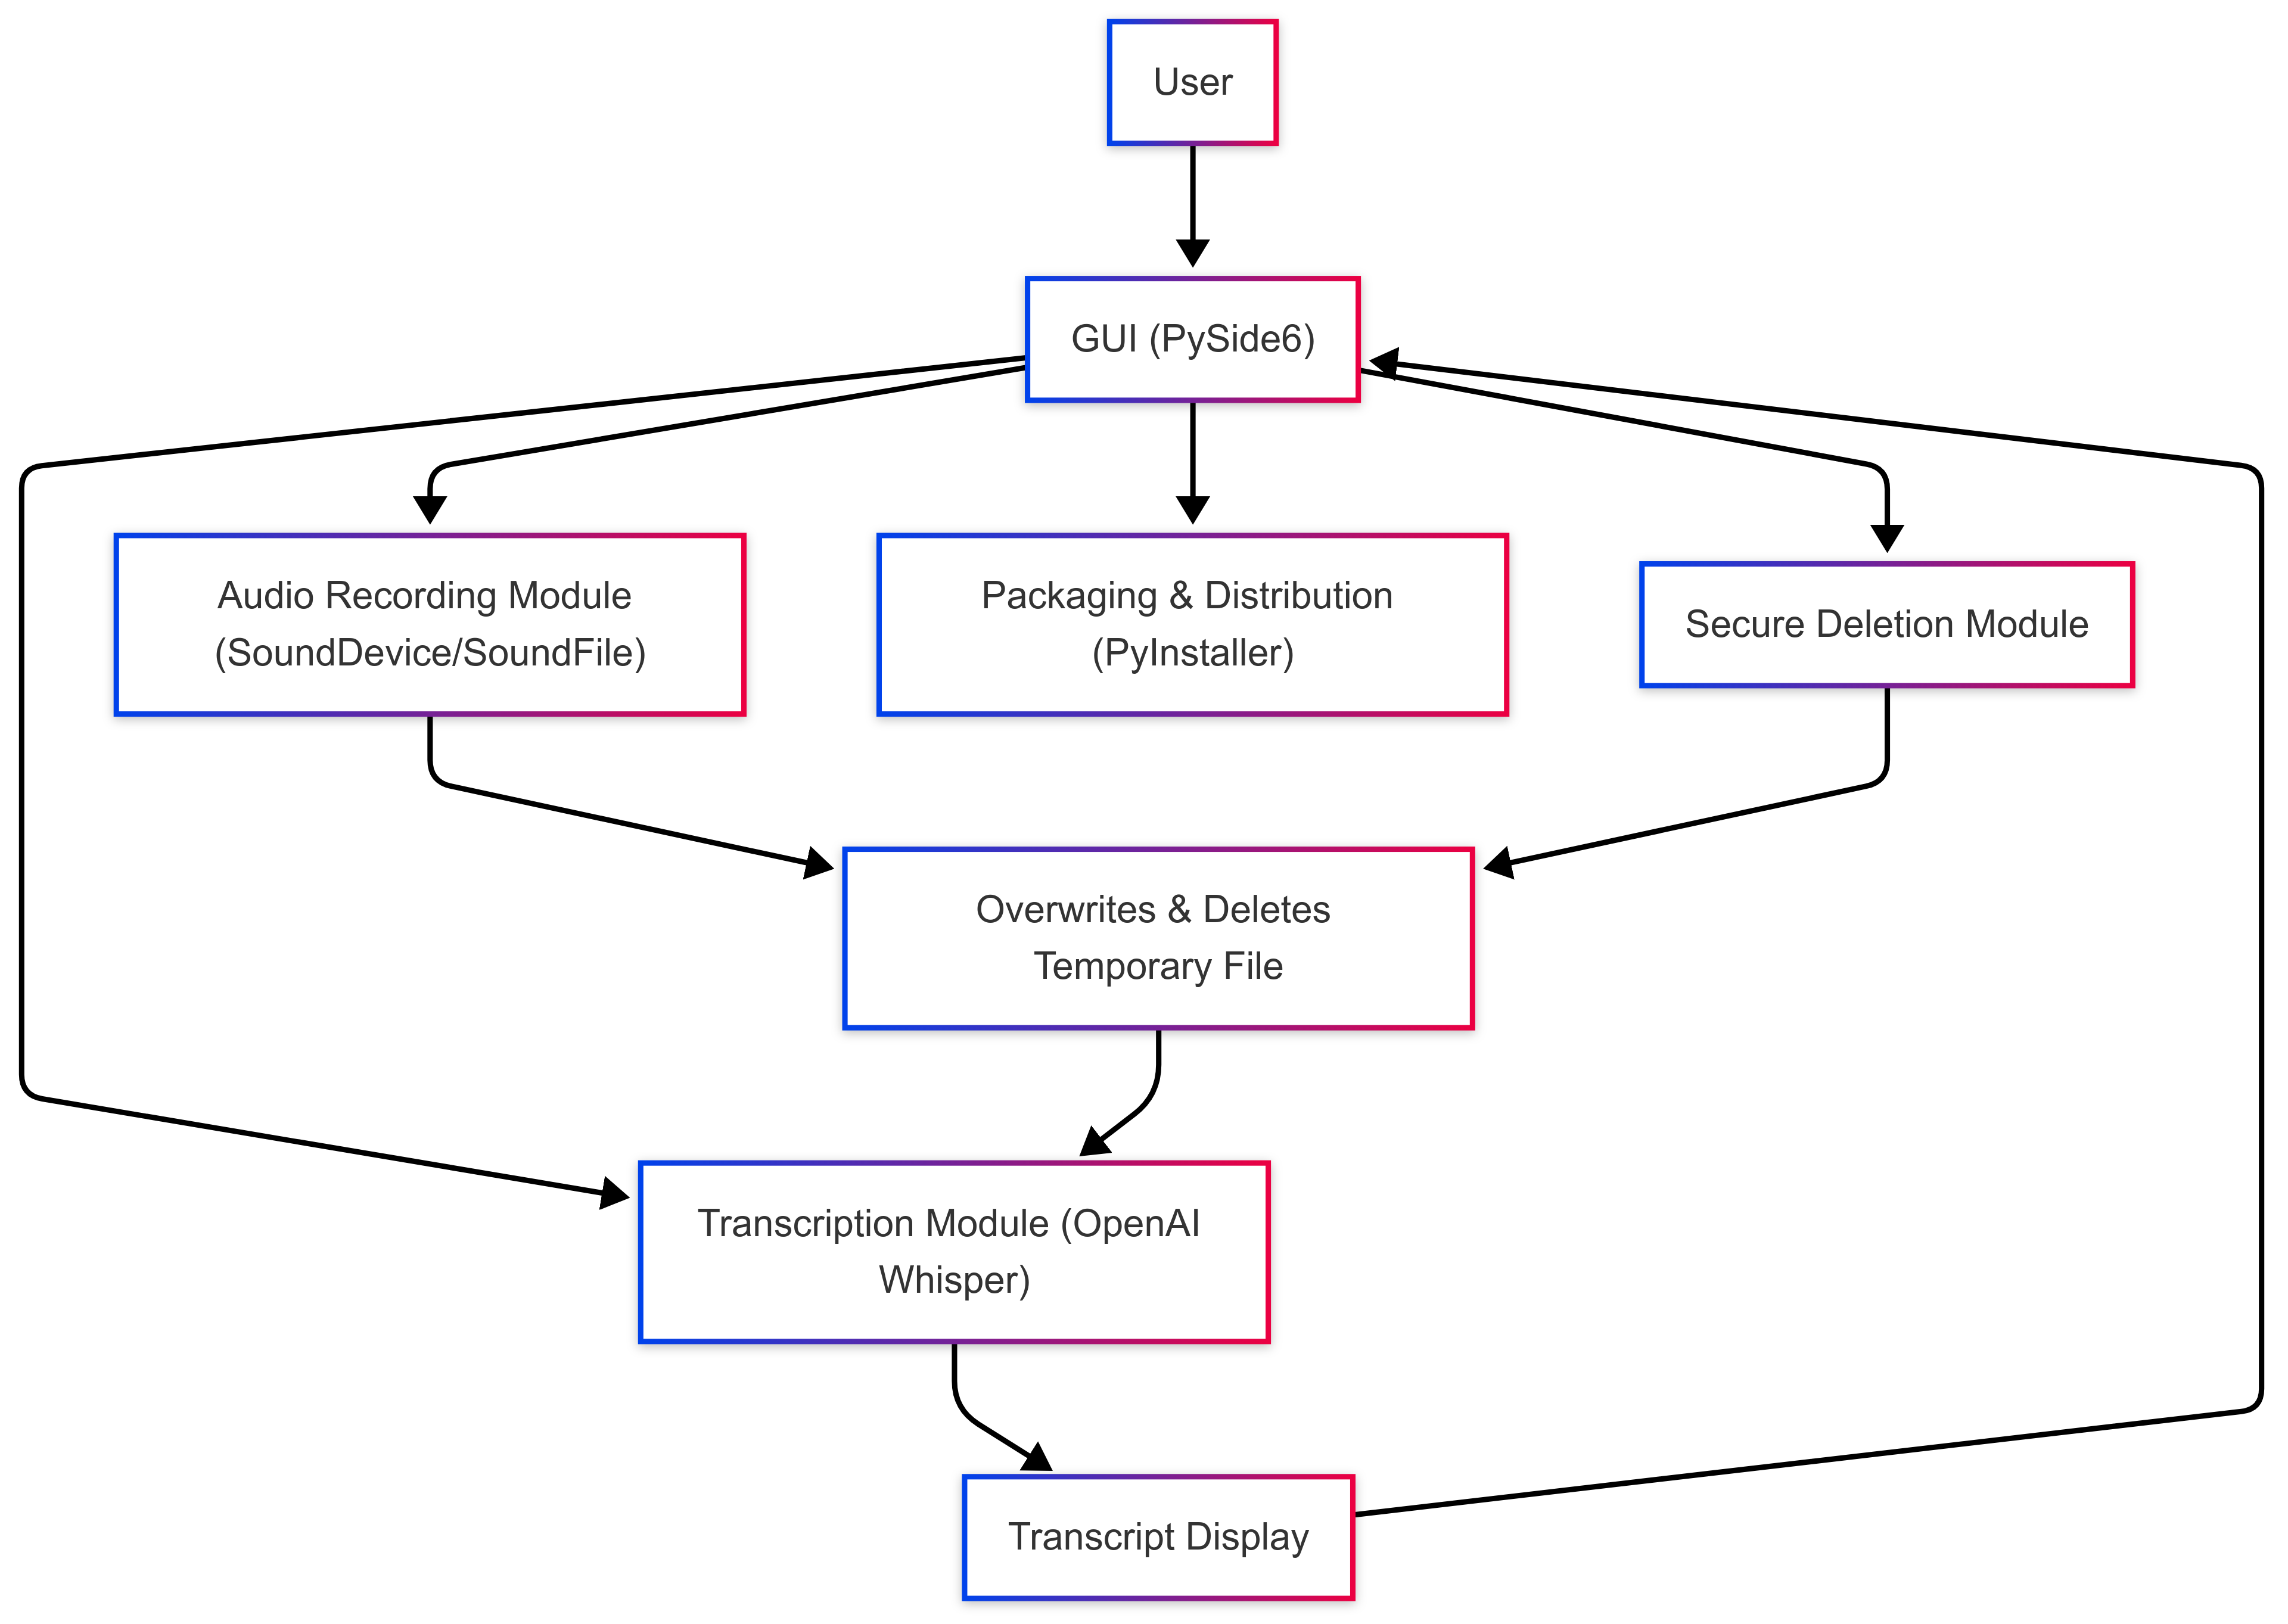 User
GUI (PySide6)
Audio Recording Module
(SoundDevice/SoundFile)
Packaging & Distribution
(PyInstaller)
Secure Deletion Module
Overwrites & Deletes
Temporary File
Transcription Module (OpenAI
Whisper)
Transcript Display